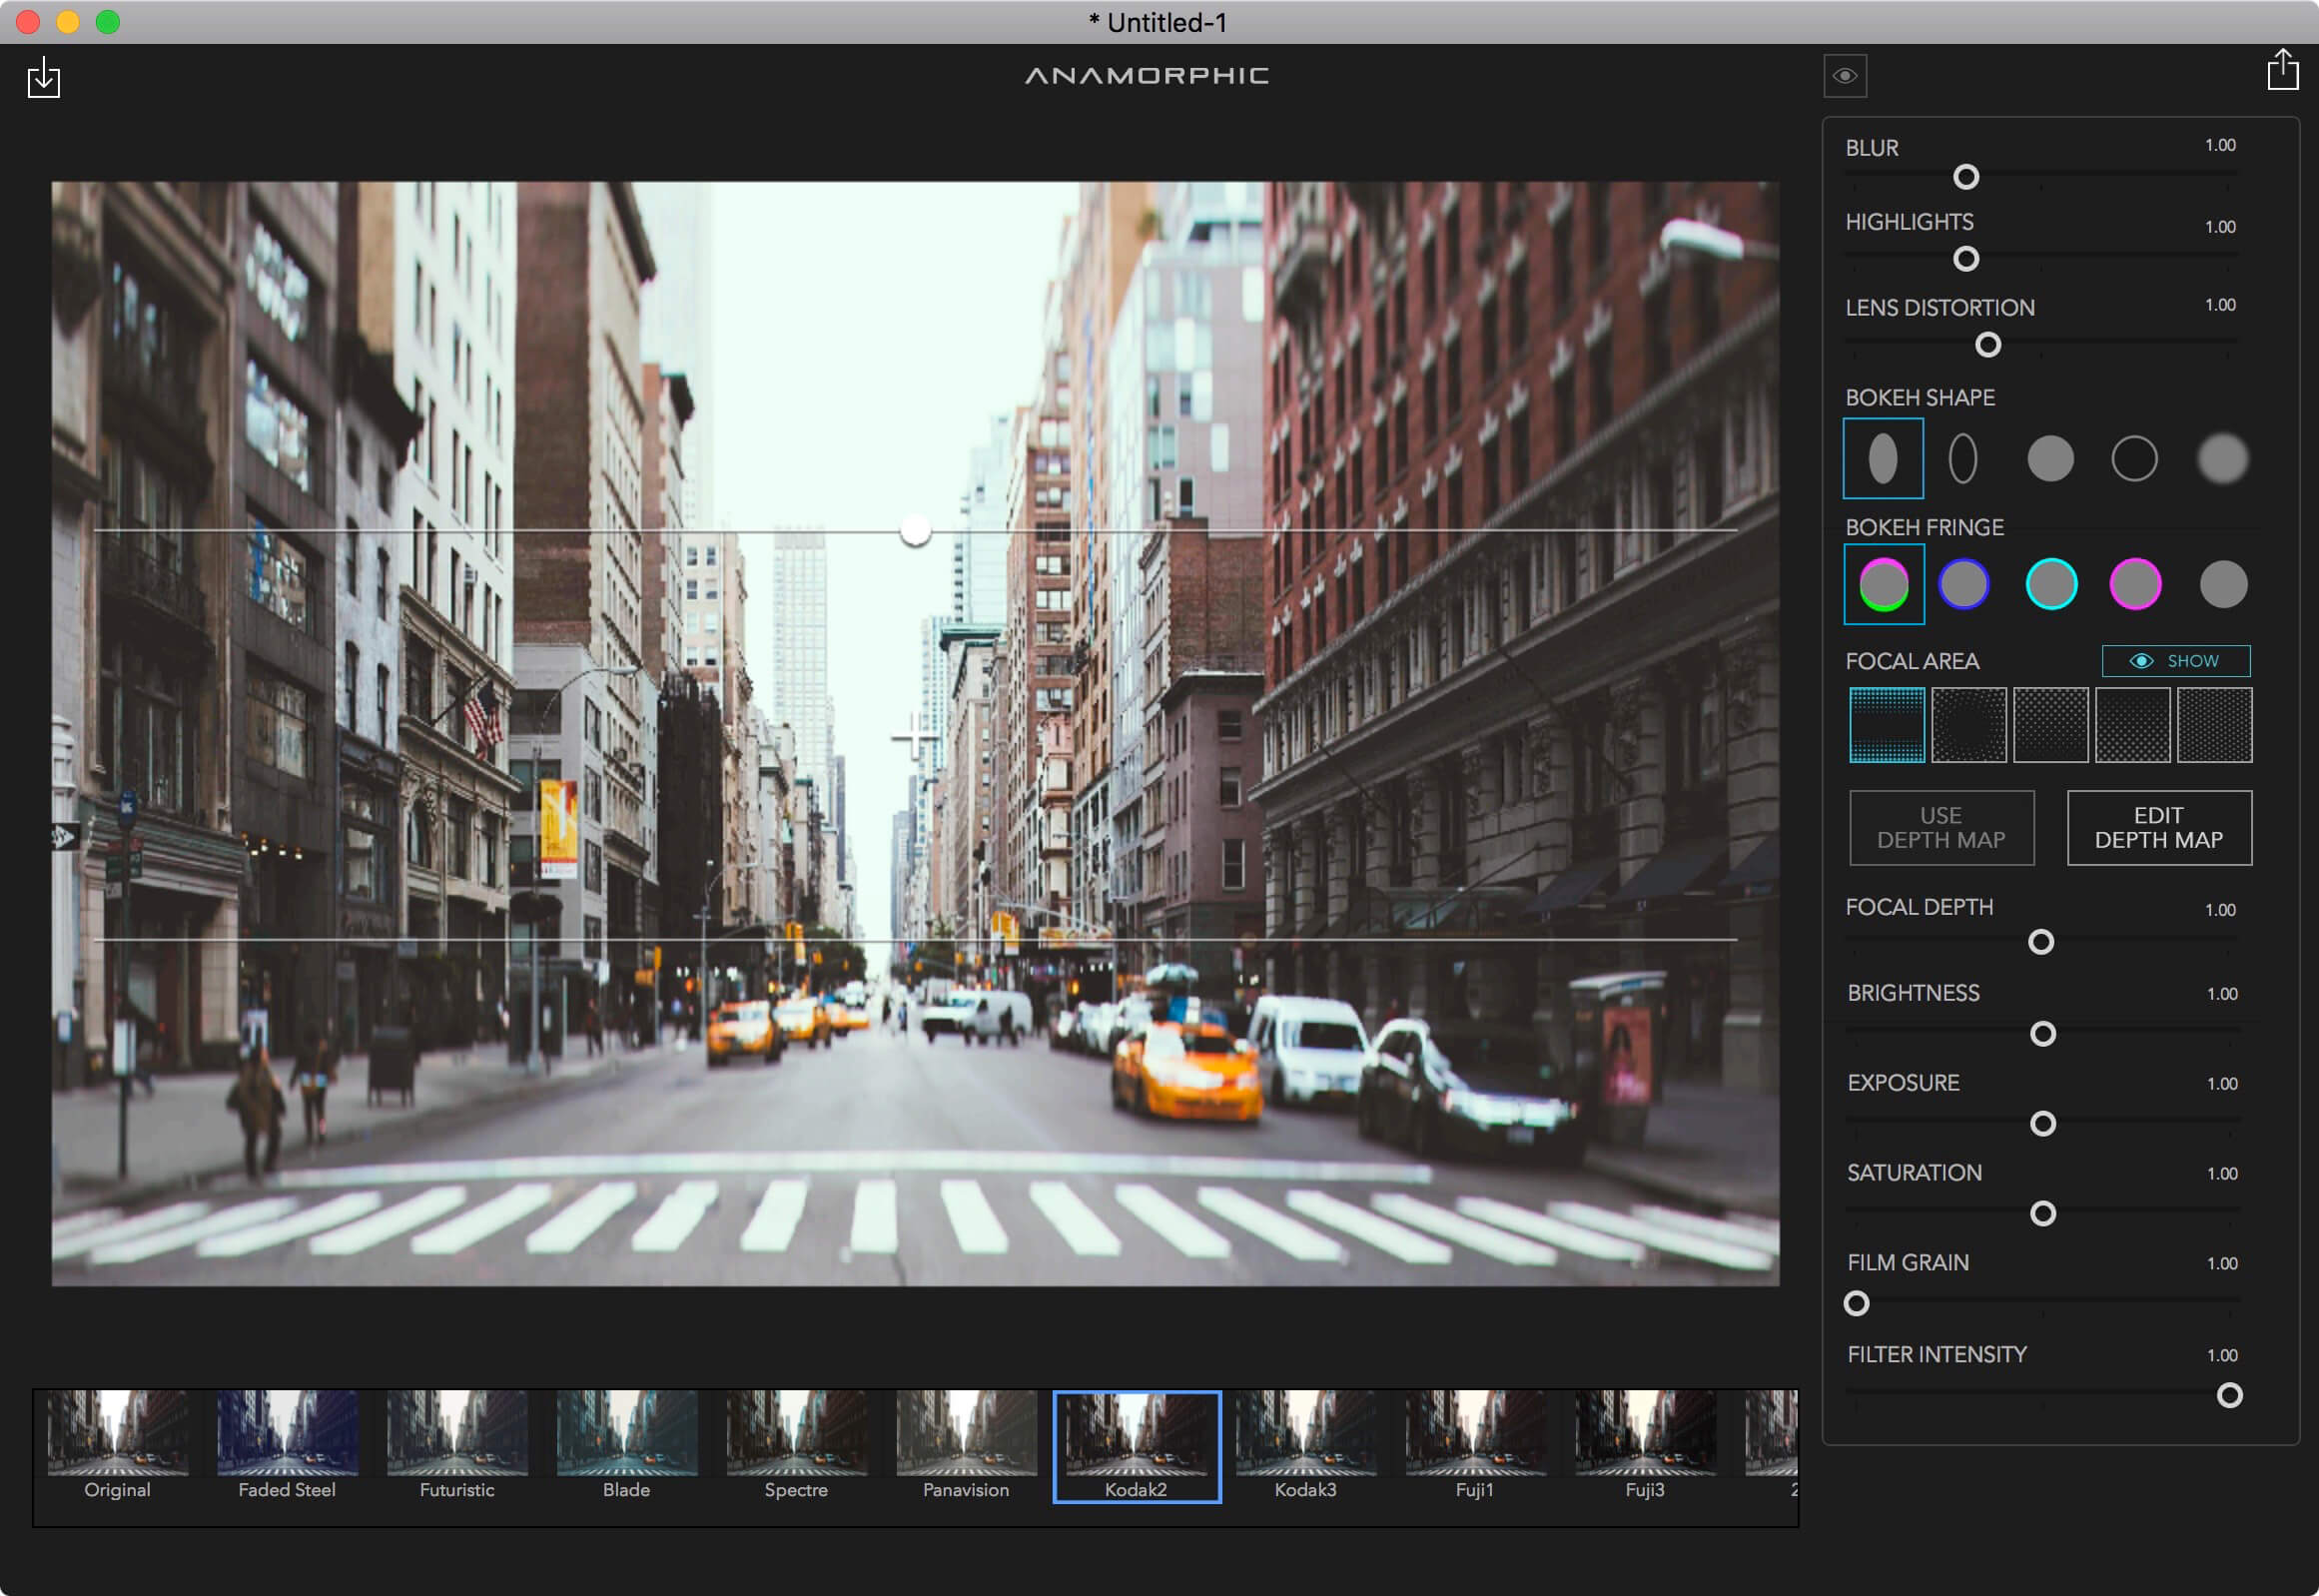 * Untitled-1
ANAMORPHIC
BLUR 1.00
HIGHLIGHTS 1.00
LENS DISTORTION 1.00
BOKEH SHAPE
BOKEH FRINGE
FOCAL AREA SHOW
USE
DEPTH MAP
EDIT
DEPTH MAP
FOCAL DEPTH 1.00
BRIGHTNESS 1.00
EXPOSURE 1.00
SATURATION 1.00
FILM GRAIN 1.00
FILTER INTENSITY 1.00
Original Faded Steel Futuristic Blade Spectre Panavision Kodak2 Kodak3 Fuji1 Fuji3